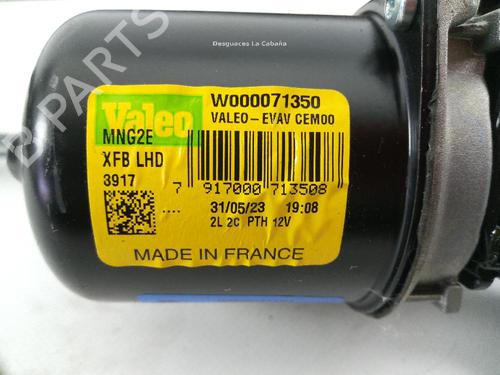 Desguaces La Cabaña
B-PARTS
Valeo
W000071350
VALEO-EVAV CEM00
MNG2E
XFB LHD
3917
7 917000 713508
....
31/05/23 19:08
2L 2C PTH 12V
MADE IN FRANCE